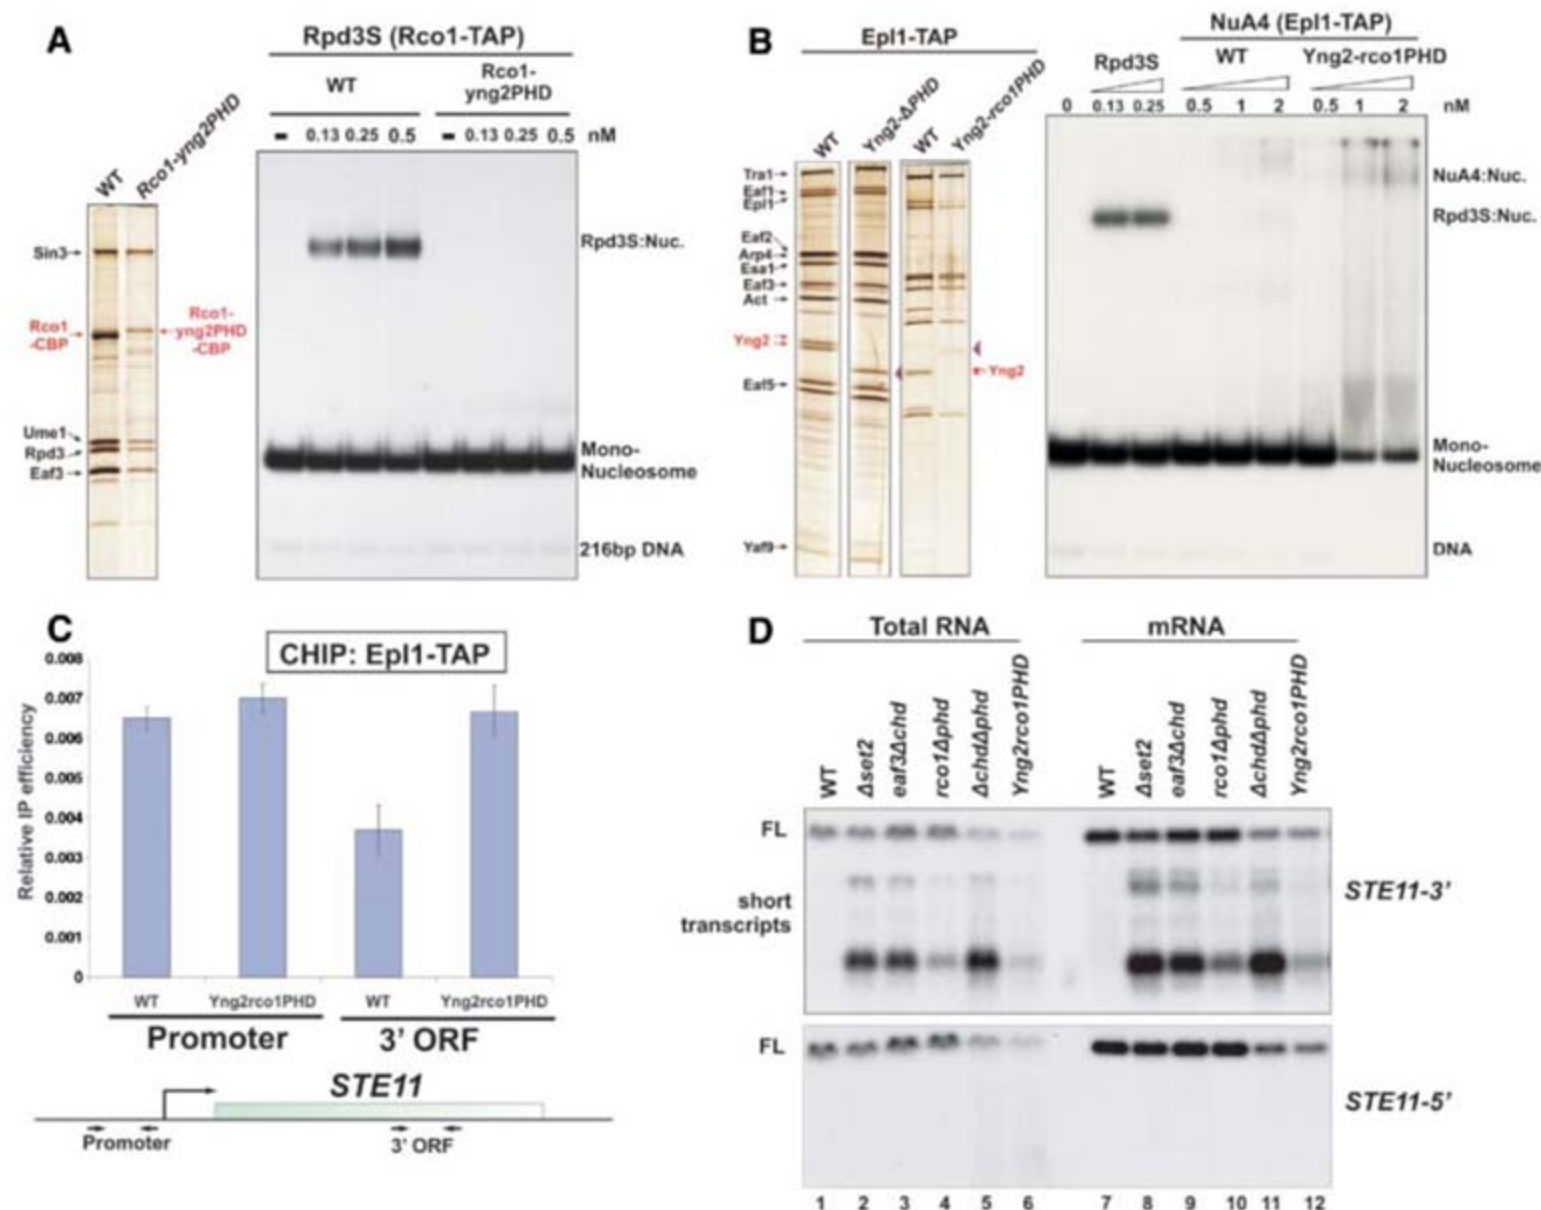 A
Rpd3S (Rco1-TAP)
WT
Rco1-
yng2PHD
- 0.13 0.25 0.5 - 0.13 0.25 0.5 nM
WT
Rco1-yng2PHD
Sin3
Rco1
-CBP
Rco1-
yng2PHD
-CBP
Ume1
Rpd3
Eaf3
Rpd3S:Nuc.
Mono-
Nucleosome
216bp DNA
B
Epl1-TAP
WT
Yng2-ΔPHD
WT
Yng2-rco1PHD
Tra1
Eaf1
Epl1
Eaf2
Arp4
Esa1
Eaf3
Act
Yng2
Eaf5
Yaf9
Yng2
NuA4 (Epl1-TAP)
Rpd3S
WT
Yng2-rco1PHD
0 0.13 0.25 0.5 1 2 0.5 1 2 nM
NuA4:Nuc.
Rpd3S:Nuc.
Mono-
Nucleosome
DNA
C
CHIP: Epl1-TAP
Relative IP efficiency
0.008
0.007
0.006
0.005
0.004
0.003
0.002
0.001
0
WT Yng2rco1PHD WT Yng2rco1PHD
Promoter 3' ORF
STE11
Promoter 3' ORF
D
Total RNA mRNA
WT
Δset2
eaf3Δchd
rco1Δphd
ΔchdΔphd
Yng2rco1PHD
WT
Δset2
eaf3Δchd
rco1Δphd
ΔchdΔphd
Yng2rco1PHD
FL
short
transcripts
STE11-3'
FL
STE11-5'
1 2 3 4 5 6 7 8 9 10 11 12